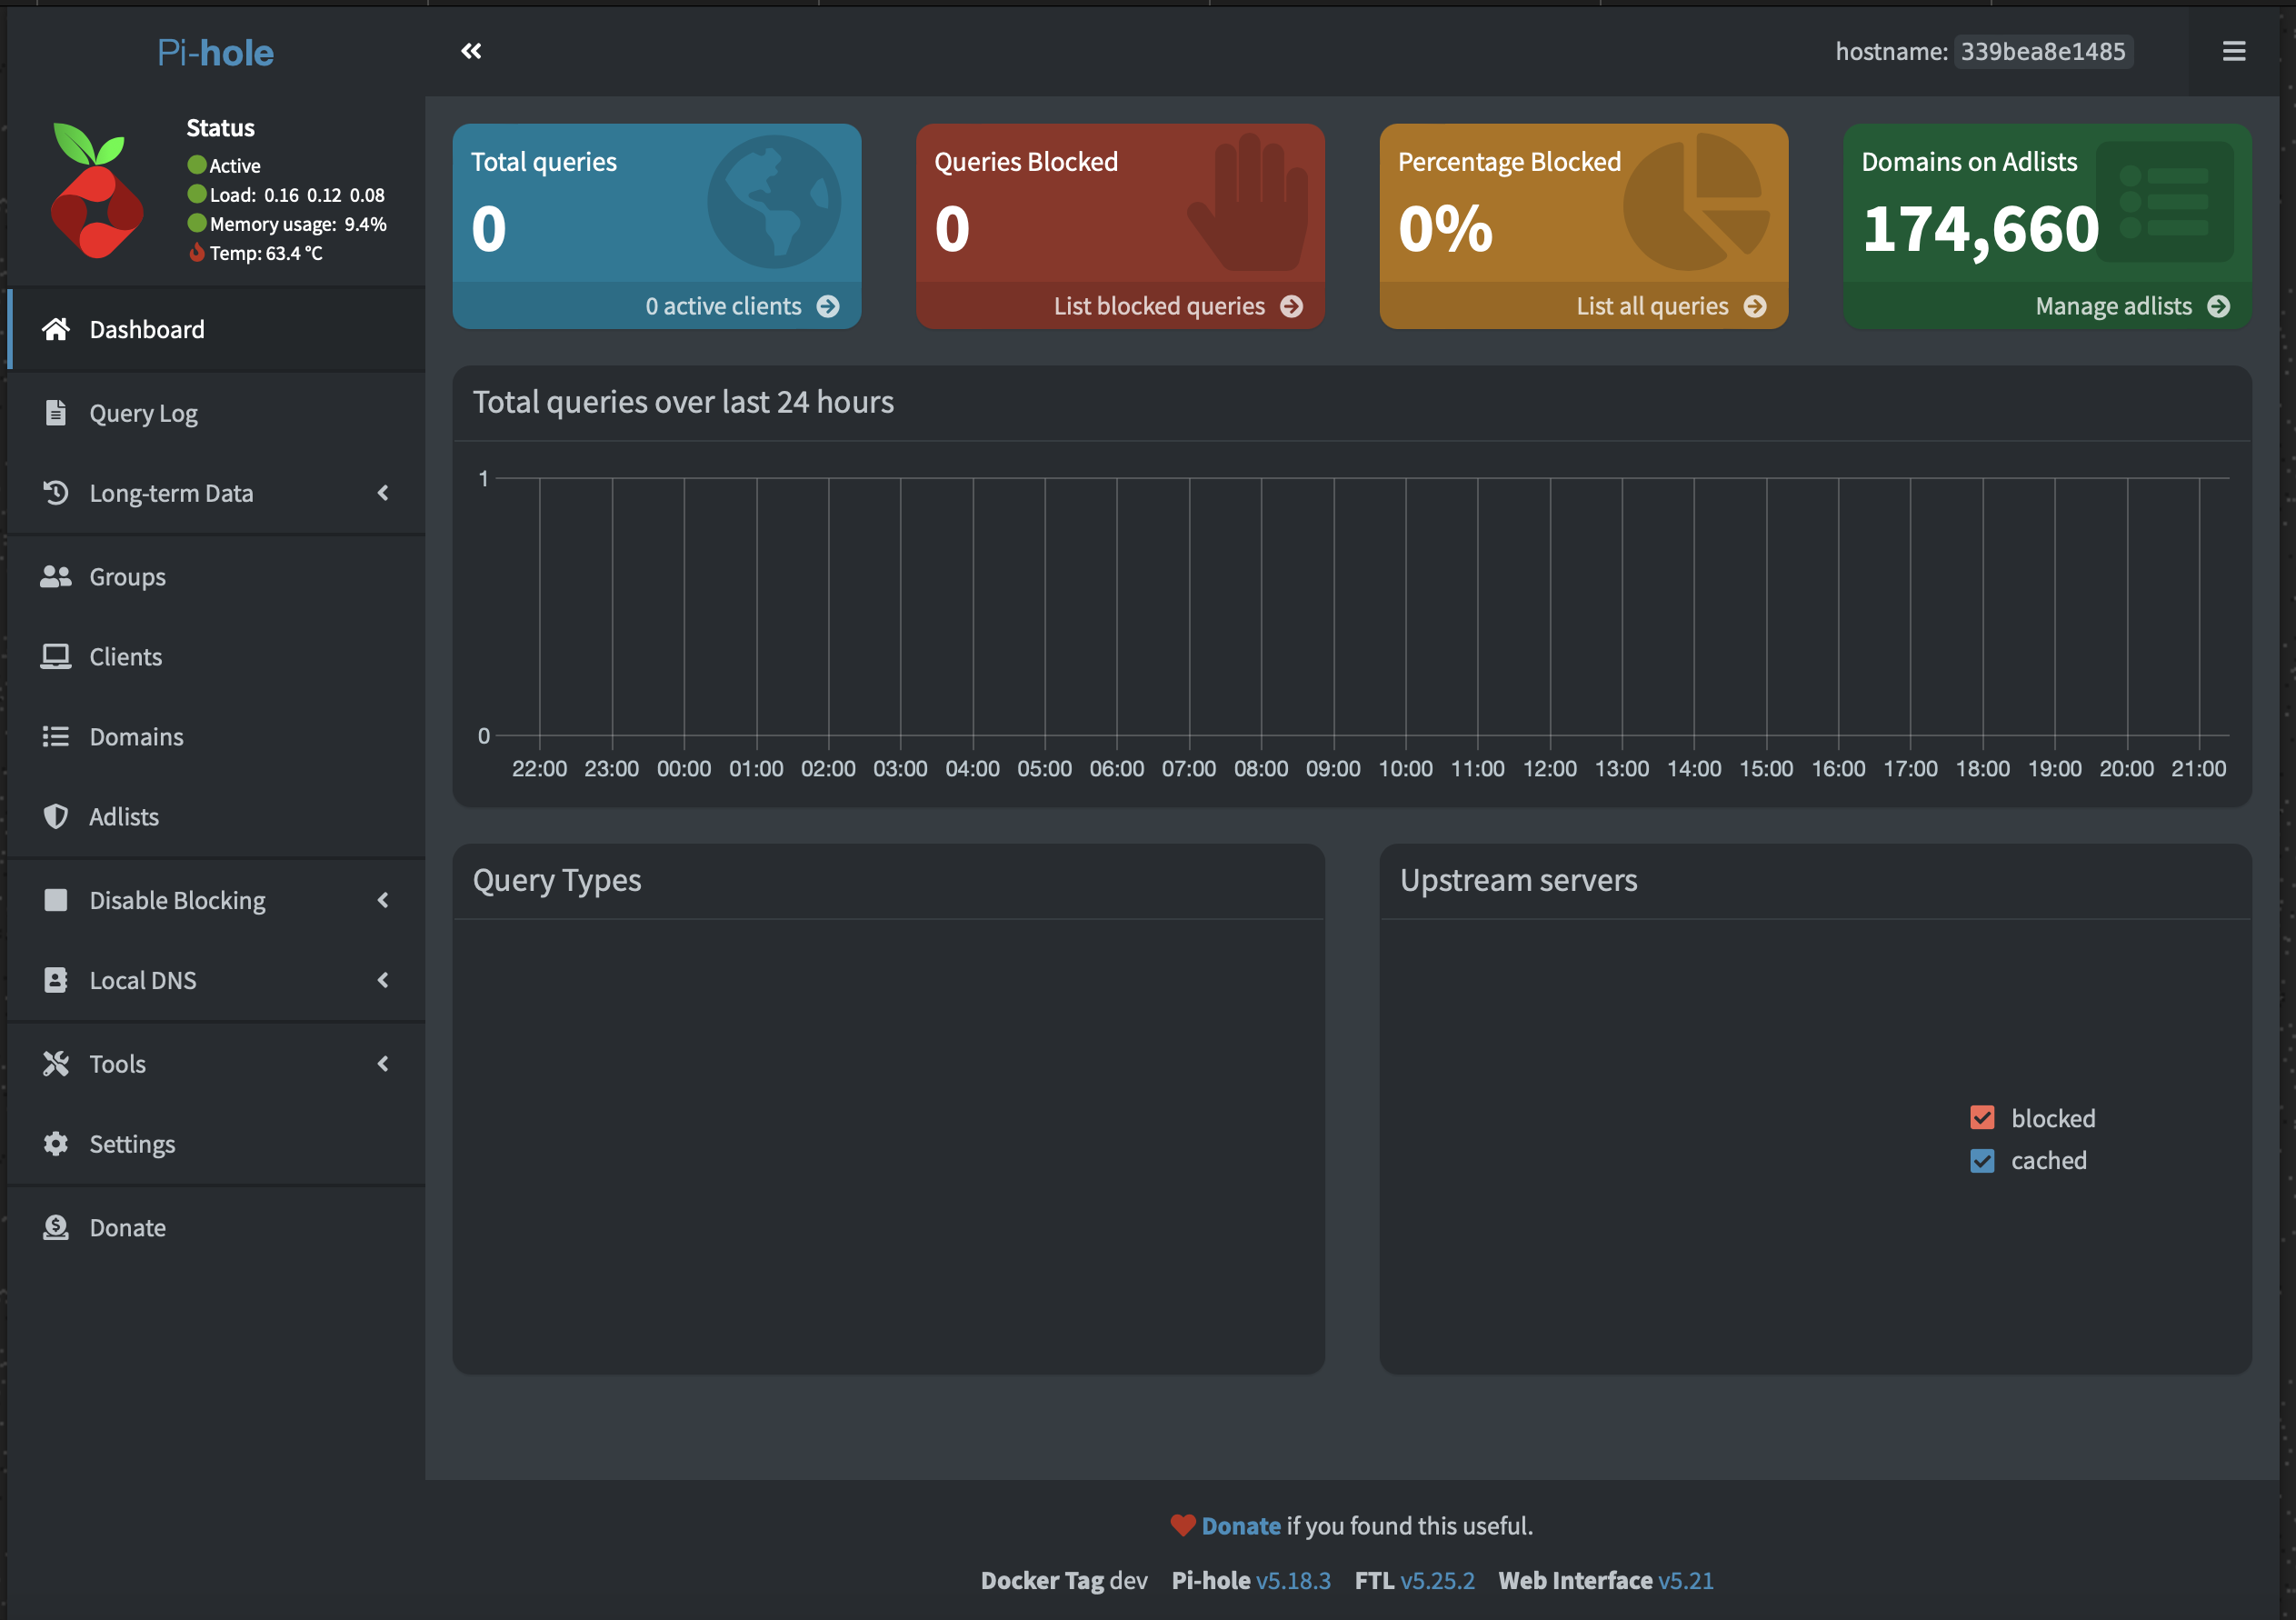 Pi-hole
hostname: 339bea8e1485
Status
Active
Load: 0.16 0.12 0.08
Memory usage: 9.4%
Temp: 63.4 °C
Dashboard
Query Log
Long-term Data
Groups
Clients
Domains
Adlists
Disable Blocking
Local DNS
Tools
Settings
Donate
Total queries
0
0 active clients
Queries Blocked
0
List blocked queries
Percentage Blocked
0%
List all queries
Domains on Adlists
174,660
Manage adlists
Total queries over last 24 hours
1
0
22:00 23:00 00:00 01:00 02:00 03:00 04:00 05:00 06:00 07:00 08:00 09:00 10:00 11:00 12:00 13:00 14:00 15:00 16:00 17:00 18:00 19:00 20:00 21:00
Query Types
Upstream servers
blocked
cached
Donate if you found this useful.
Docker Tag dev Pi-hole v5.18.3 FTL v5.25.2 Web Interface v5.21